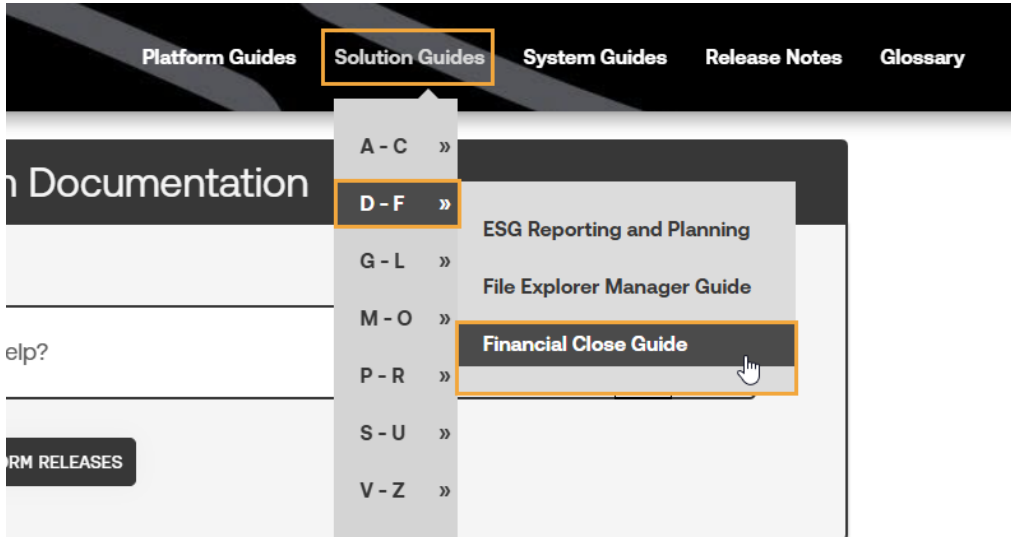 Platform Guides Solution Guides System Guides Release Notes Glossary
Documentation
A - C »
D - F »
ESG Reporting and Planning
G - L »
File Explorer Manager Guide
M - O »
Financial Close Guide
elp?
P - R »
S - U »
RM RELEASES
V - Z »